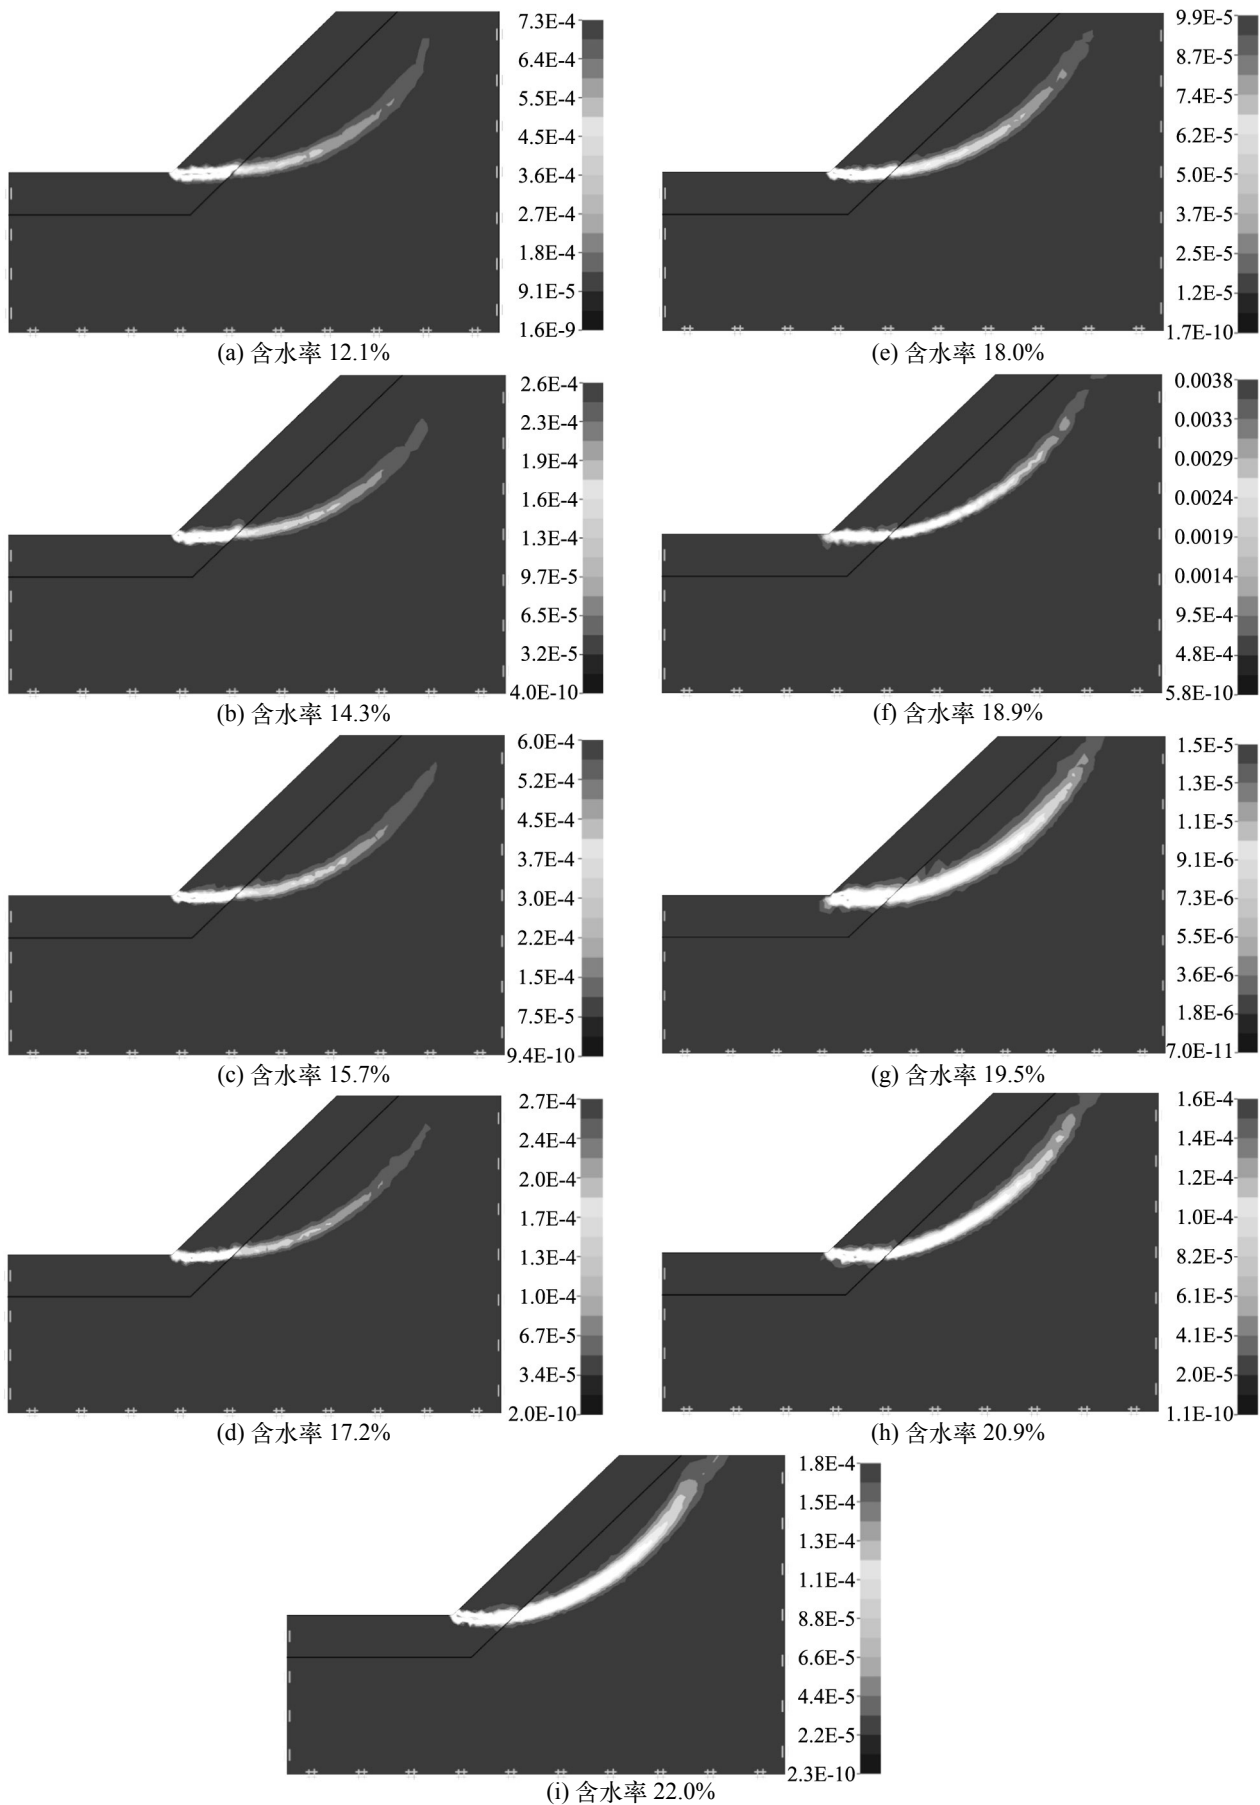 7.3E-4
6.4E-4
5.5E-4
4.5E-4
3.6E-4
2.7E-4
1.8E-4
9.1E-5
1.6E-9
(a) 含水率 12.1%
9.9E-5
8.7E-5
7.4E-5
6.2E-5
5.0E-5
3.7E-5
2.5E-5
1.2E-5
1.7E-10
(e) 含水率 18.0%
2.6E-4
2.3E-4
1.9E-4
1.6E-4
1.3E-4
9.7E-5
6.5E-5
3.2E-5
4.0E-10
(b) 含水率 14.3%
0.0038
0.0033
0.0029
0.0024
0.0019
0.0014
9.5E-4
4.8E-4
5.8E-10
(f) 含水率 18.9%
6.0E-4
5.2E-4
4.5E-4
3.7E-4
3.0E-4
2.2E-4
1.5E-4
7.5E-5
9.4E-10
(c) 含水率 15.7%
1.5E-5
1.3E-5
1.1E-5
9.1E-6
7.3E-6
5.5E-6
3.6E-6
1.8E-6
7.0E-11
(g) 含水率 19.5%
2.7E-4
2.4E-4
2.0E-4
1.7E-4
1.3E-4
1.0E-4
6.7E-5
3.4E-5
2.0E-10
(d) 含水率 17.2%
1.6E-4
1.4E-4
1.2E-4
1.0E-4
8.2E-5
6.1E-5
4.1E-5
2.0E-5
1.1E-10
(h) 含水率 20.9%
1.8E-4
1.5E-4
1.3E-4
1.1E-4
8.8E-5
6.6E-5
4.4E-5
2.2E-5
2.3E-10
(i) 含水率 22.0%